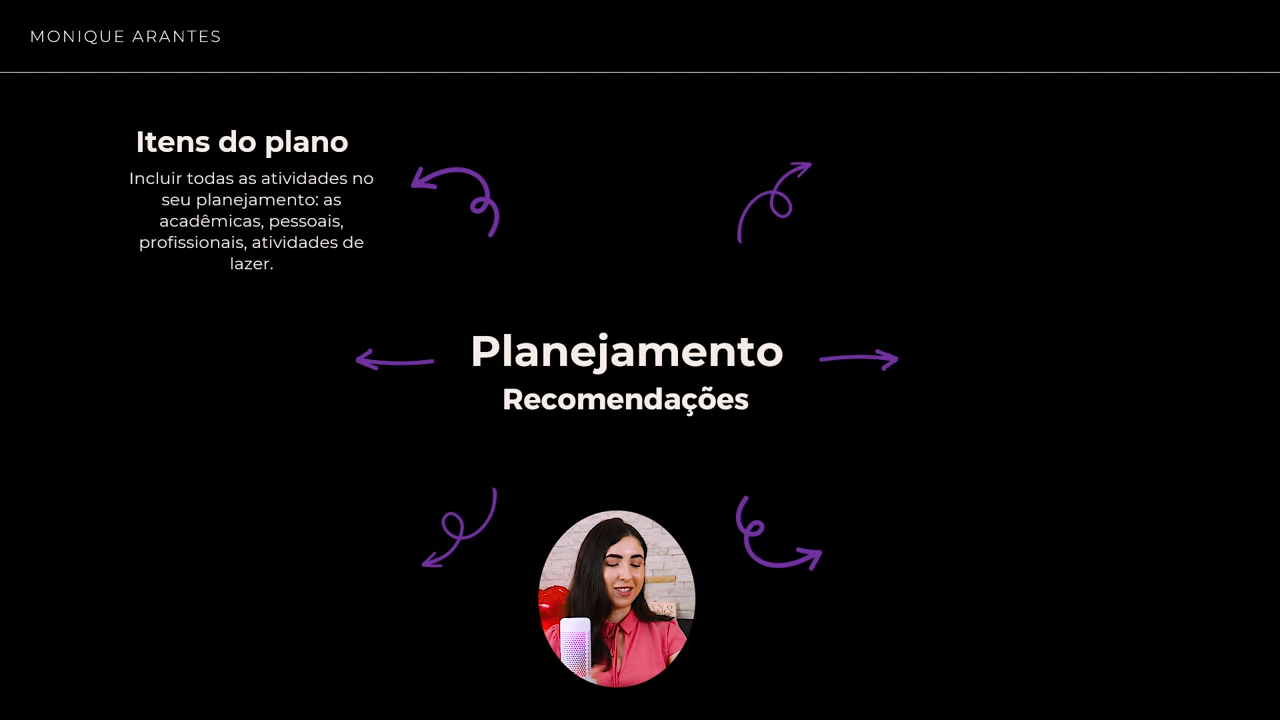 MONIQUE ARANTES
Itens do plano
Incluir todas as atividades no
seu planejamento: as
acadêmicas, pessoais,
profissionais, atividades de
lazer.
Planejamento
Recomendações